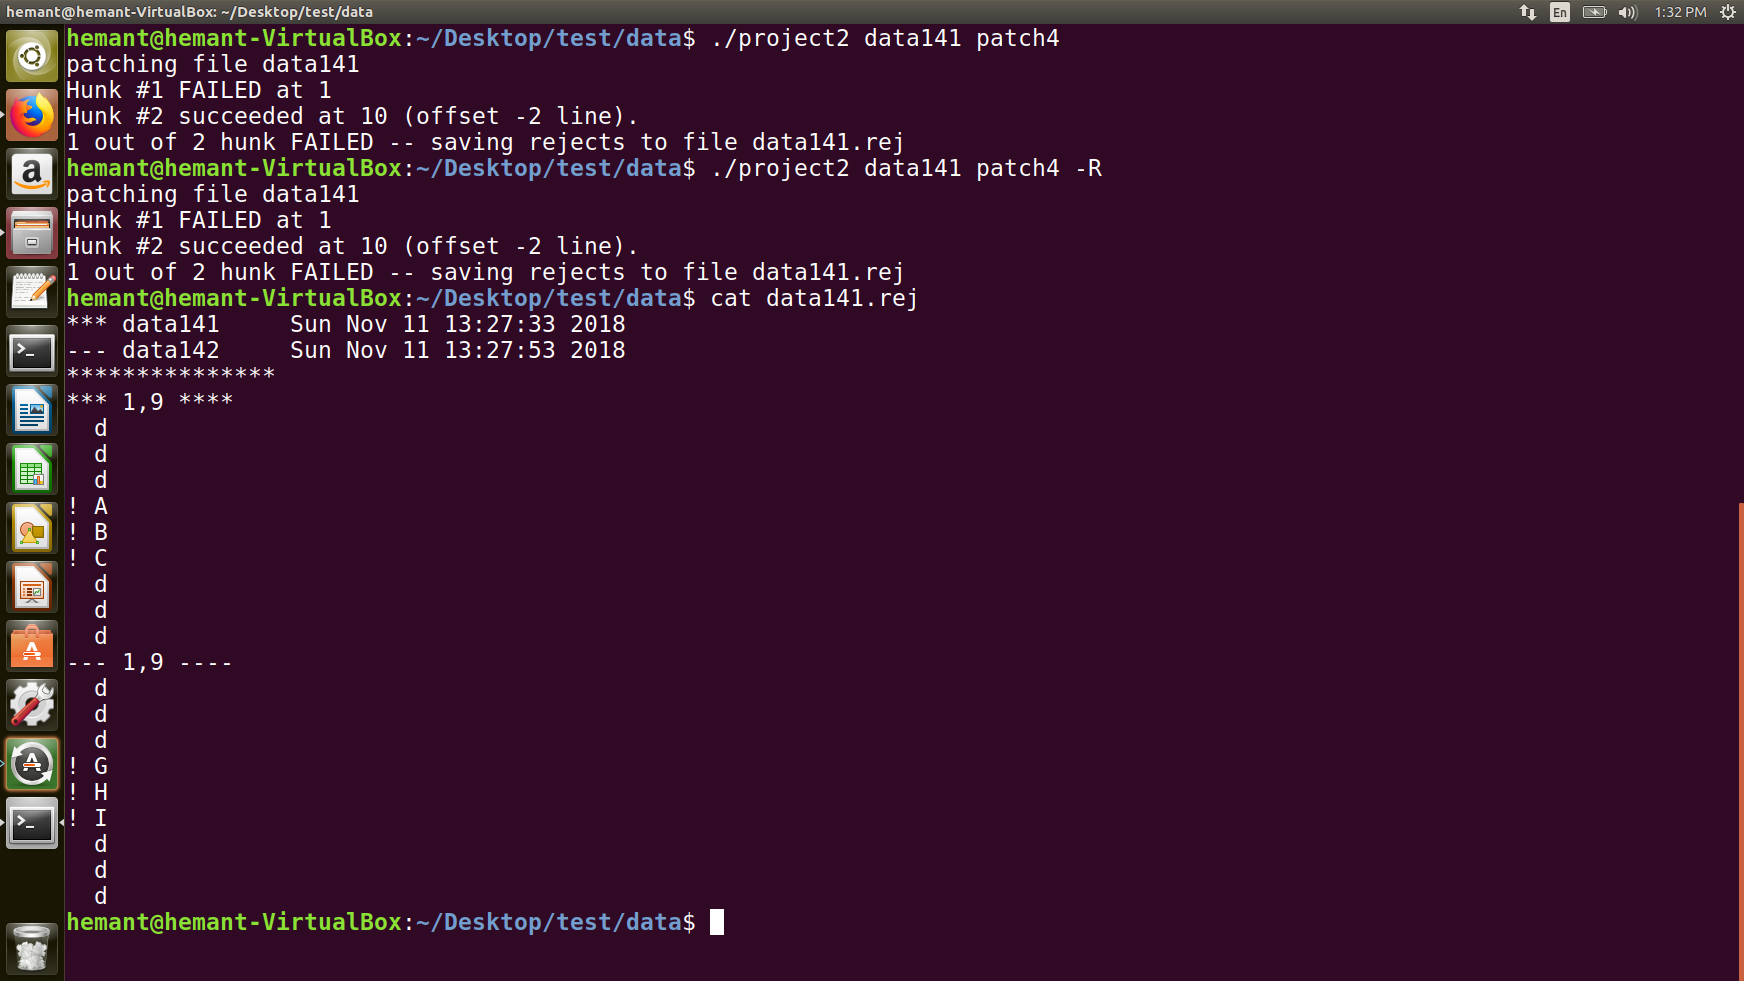 hemant@hemant-VirtualBox: ~/Desktop/test/data
En
1:32 PM
hemant@hemant-VirtualBox:~/Desktop/test/data$ ./project2 data141 patch4
patching file data141
Hunk #1 FAILED at 1
Hunk #2 succeeded at 10 (offset -2 line).
1 out of 2 hunk FAILED -- saving rejects to file data141.rej
hemant@hemant-VirtualBox:~/Desktop/test/data$ ./project2 data141 patch4 -R
patching file data141
Hunk #1 FAILED at 1
Hunk #2 succeeded at 10 (offset -2 line).
1 out of 2 hunk FAILED -- saving rejects to file data141.rej
hemant@hemant-VirtualBox:~/Desktop/test/data$ cat data141.rej
*** data141     Sun Nov 11 13:27:33 2018
--- data142     Sun Nov 11 13:27:53 2018
***************
*** 1,9 ****
  d
  d
  d
! A
! B
! C
  d
  d
  d
--- 1,9 ----
  d
  d
  d
! G
! H
! I
  d
  d
  d
hemant@hemant-VirtualBox:~/Desktop/test/data$